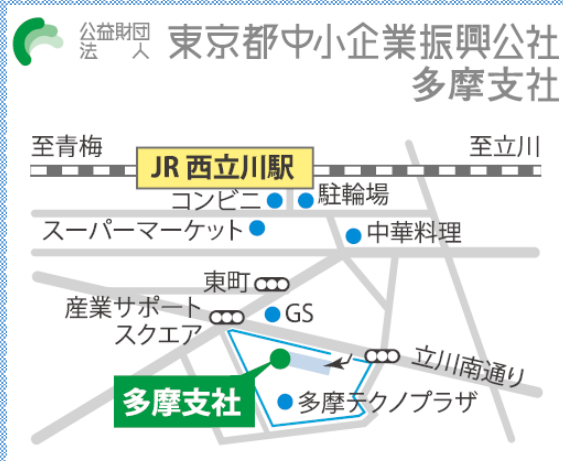 公益財団
法　人
東京都中小企業振興公社
多摩支社
至青梅
至立川
JR 西立川駅
コンビニ
駐輪場
スーパーマーケット
中華料理
東町
産業サポート
スクエア
GS
立川南通り
多摩支社
多摩テクノプラザ